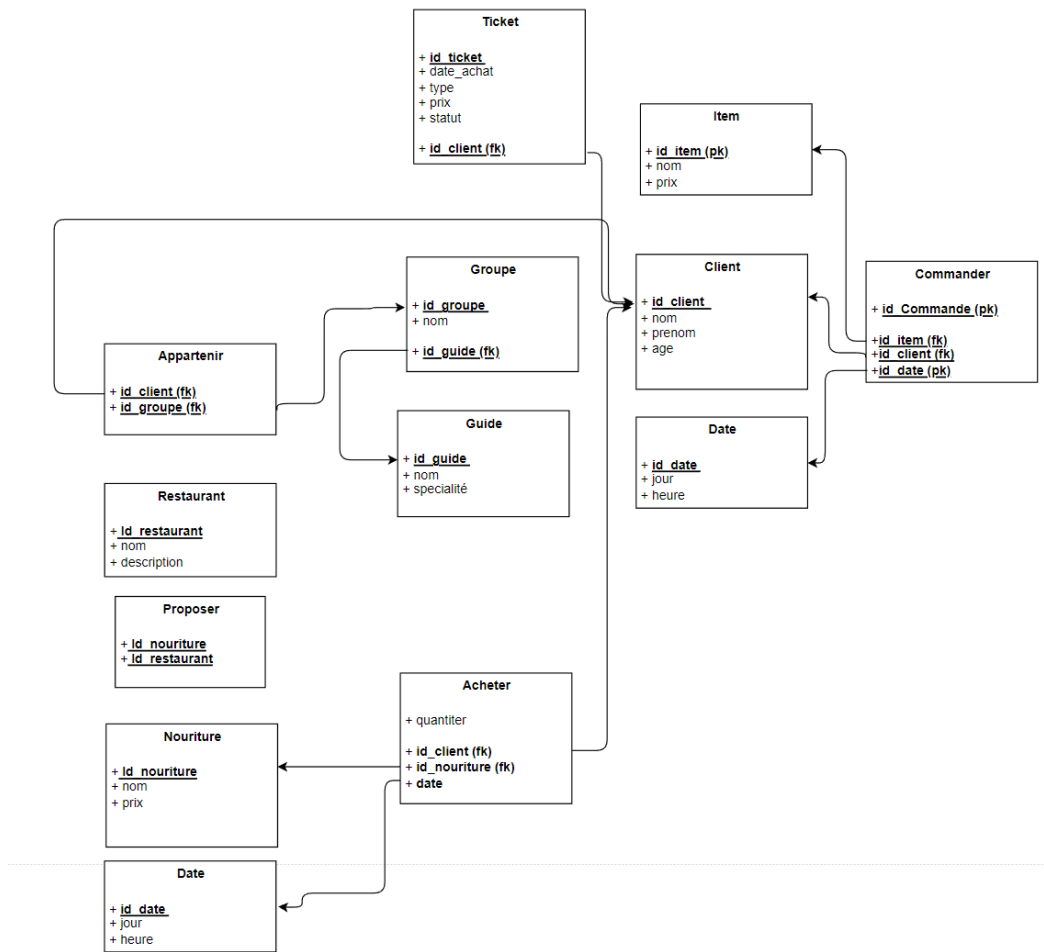 Ticket
+ id_ticket
+ date_achat
+ type
+ prix
+ statut
+ id_client (fk)
Item
+ id_item (pk)
+ nom
+ prix
Groupe
+ id_groupe
+ nom
+ id_guide (fk)
Client
+ id_client
+ nom
+ prenom
+ age
Commander
+ id_Commande (pk)
+id_item (fk)
+id_client (fk)
+id_date (pk)
Appartenir
+ id_client (fk)
+ id_groupe (fk)
Guide
+ id_guide
+ nom
+ specialité
Date
+ id_date
+ jour
+ heure
Restaurant
+ Id_restaurant
+ nom
+ description
Proposer
+ Id_nouriture
+ Id_restaurant
Acheter
+ quantiter
+ id_client (fk)
+ id_nouriture (fk)
+ date
Nouriture
+ Id_nouriture
+ nom
+ prix
Date
+ id_date
+ jour
+ heure